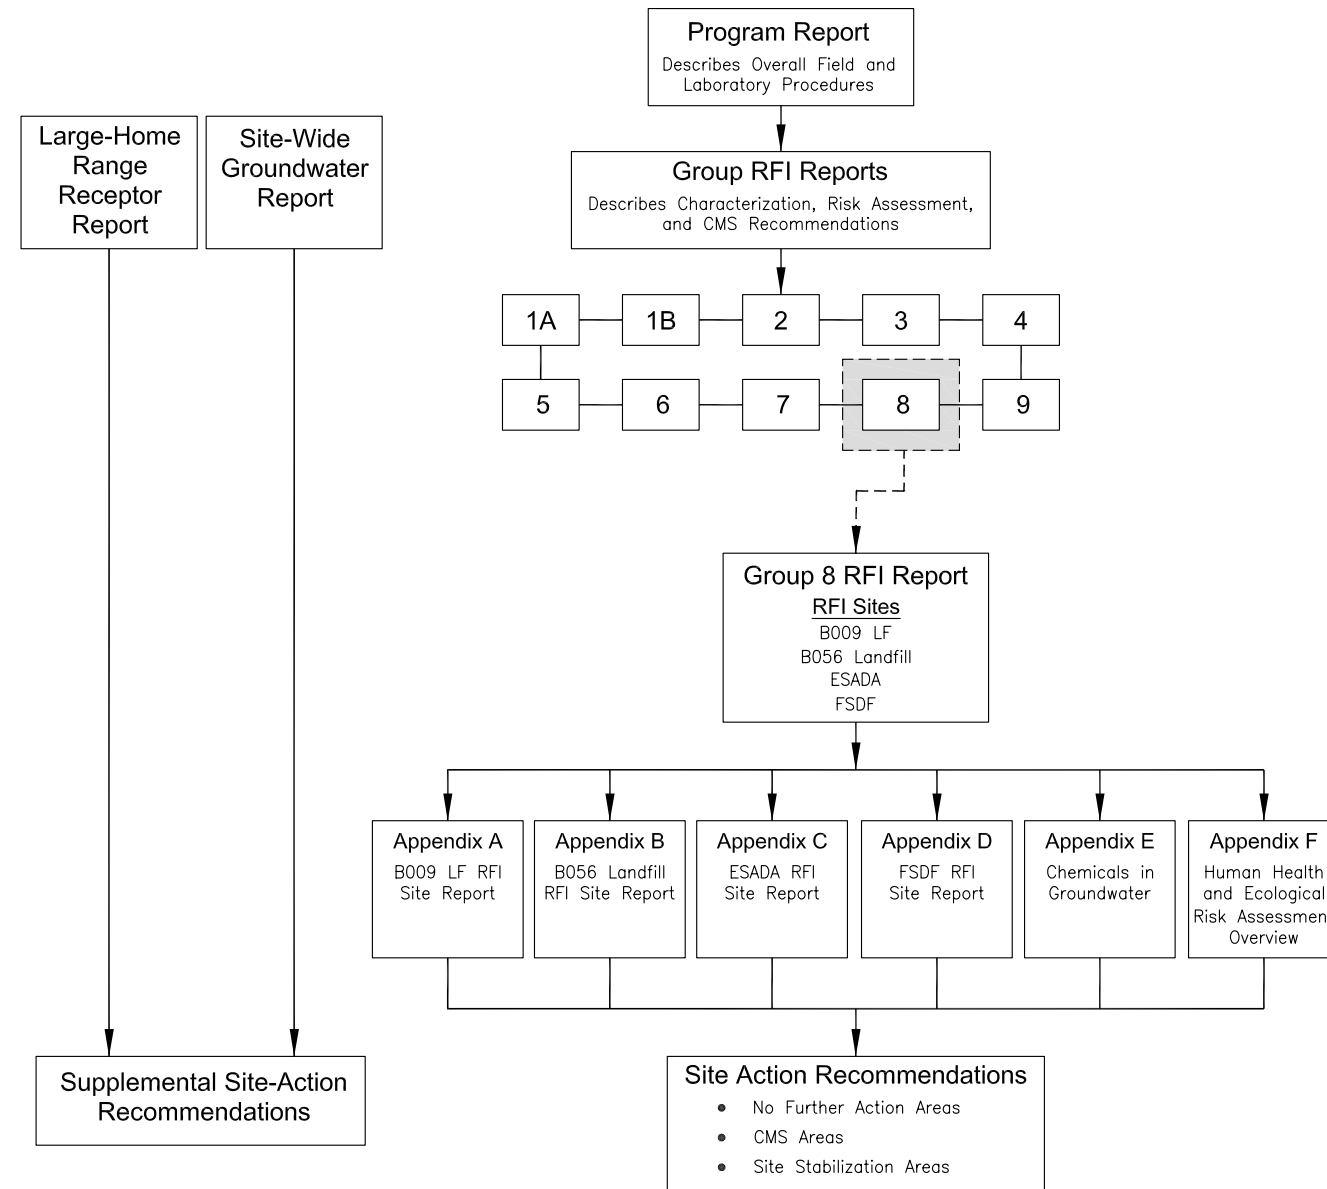 Program Report
Describes Overall Field and
Laboratory Procedures
Large-Home
Range
Receptor
Report
Site-Wide
Groundwater
Report
Group RFI Reports
Describes Characterization, Risk Assessment,
and CMS Recommendations
1A
1B
2
3
4
5
6
7
8
9
Group 8 RFI Report
RFI Sites
B009 LF
B056 Landfill
ESADA
FSDF
Appendix A
B009 LF RFI
Site Report
Appendix B
B056 Landfill
RFI Site Report
Appendix C
ESADA RFI
Site Report
Appendix D
FSDF RFI
Site Report
Appendix E
Chemicals in
Groundwater
Appendix F
Human Health
and Ecological
Risk Assessmen
Overview
Supplemental Site-Action
Recommendations
Site Action Recommendations
• No Further Action Areas
• CMS Areas
• Site Stabilization Areas